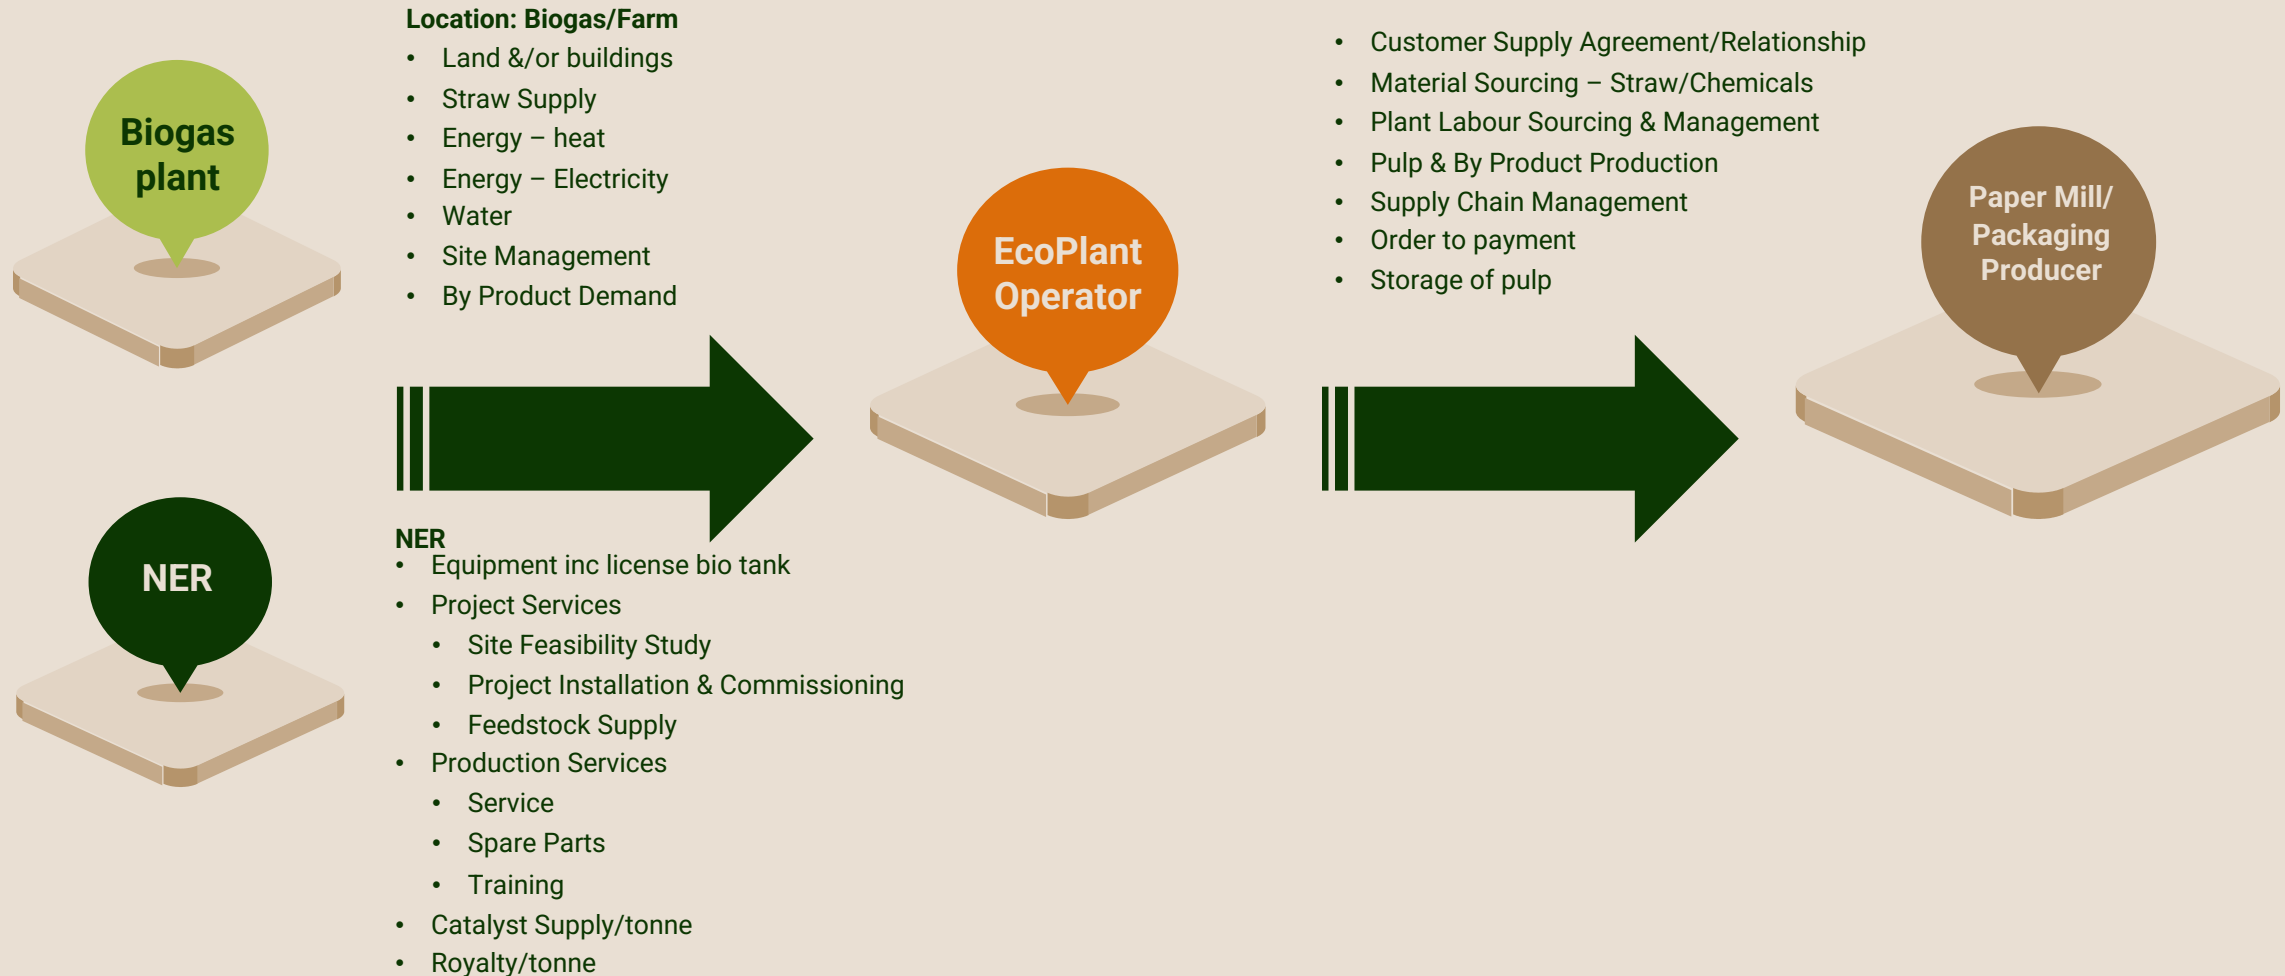 Biogas
plant
Location: Biogas/Farm
• Land &/or buildings
• Straw Supply
• Energy – heat
• Energy – Electricity
• Water
• Site Management
• By Product Demand
NER
NER
• Equipment inc license bio tank
• Project Services
• Site Feasibility Study
• Project Installation & Commissioning
• Feedstock Supply
• Production Services
• Service
• Spare Parts
• Training
• Catalyst Supply/tonne
• Royalty/tonne
EcoPlant
Operator
• Customer Supply Agreement/Relationship
• Material Sourcing – Straw/Chemicals
• Plant Labour Sourcing & Management
• Pulp & By Product Production
• Supply Chain Management
• Order to payment
• Storage of pulp
Paper Mill/
Packaging
Producer